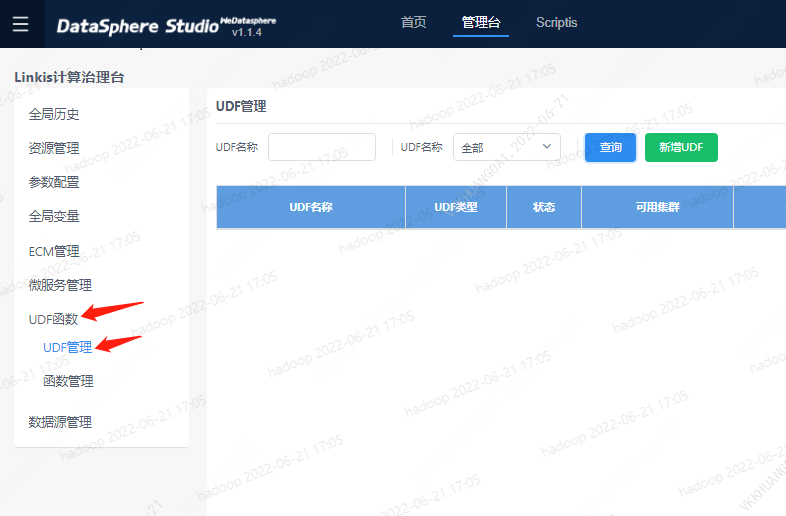 DataSphere Studio WeDatasphere
v1.1.4
首页 管理台 Scriptis
Linkis计算治理台
全局历史
资源管理
参数配置
全局变量
ECM管理
微服务管理
UDF函数
UDF管理
函数管理
数据源管理
UDF管理
UDF名称 UDF名称 全部 查询 新增UDF
UDF名称 UDF类型 状态 可用集群
hadoop 2022-06-21 17:05